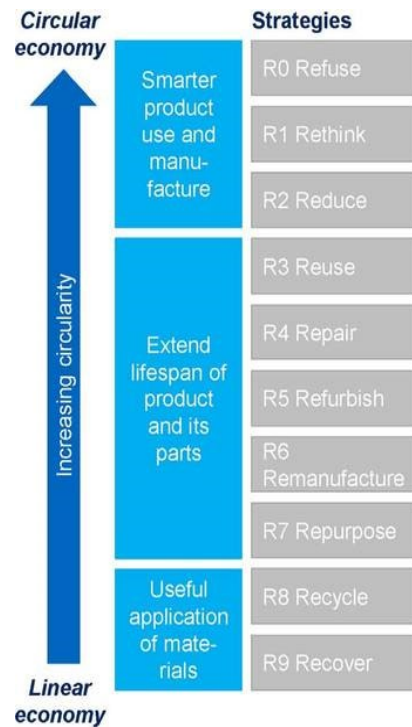 Circular
economy
Strategies
Smarter
product
use and
manu-
facture
R0 Refuse
R1 Rethink
R2 Reduce
Increasing circularity
Extend
lifespan of
product
and its
parts
R3 Reuse
R4 Repair
R5 Refurbish
R6
Remanufacture
R7 Repurpose
Useful
application
of mate-
rials
R8 Recycle
R9 Recover
Linear
economy